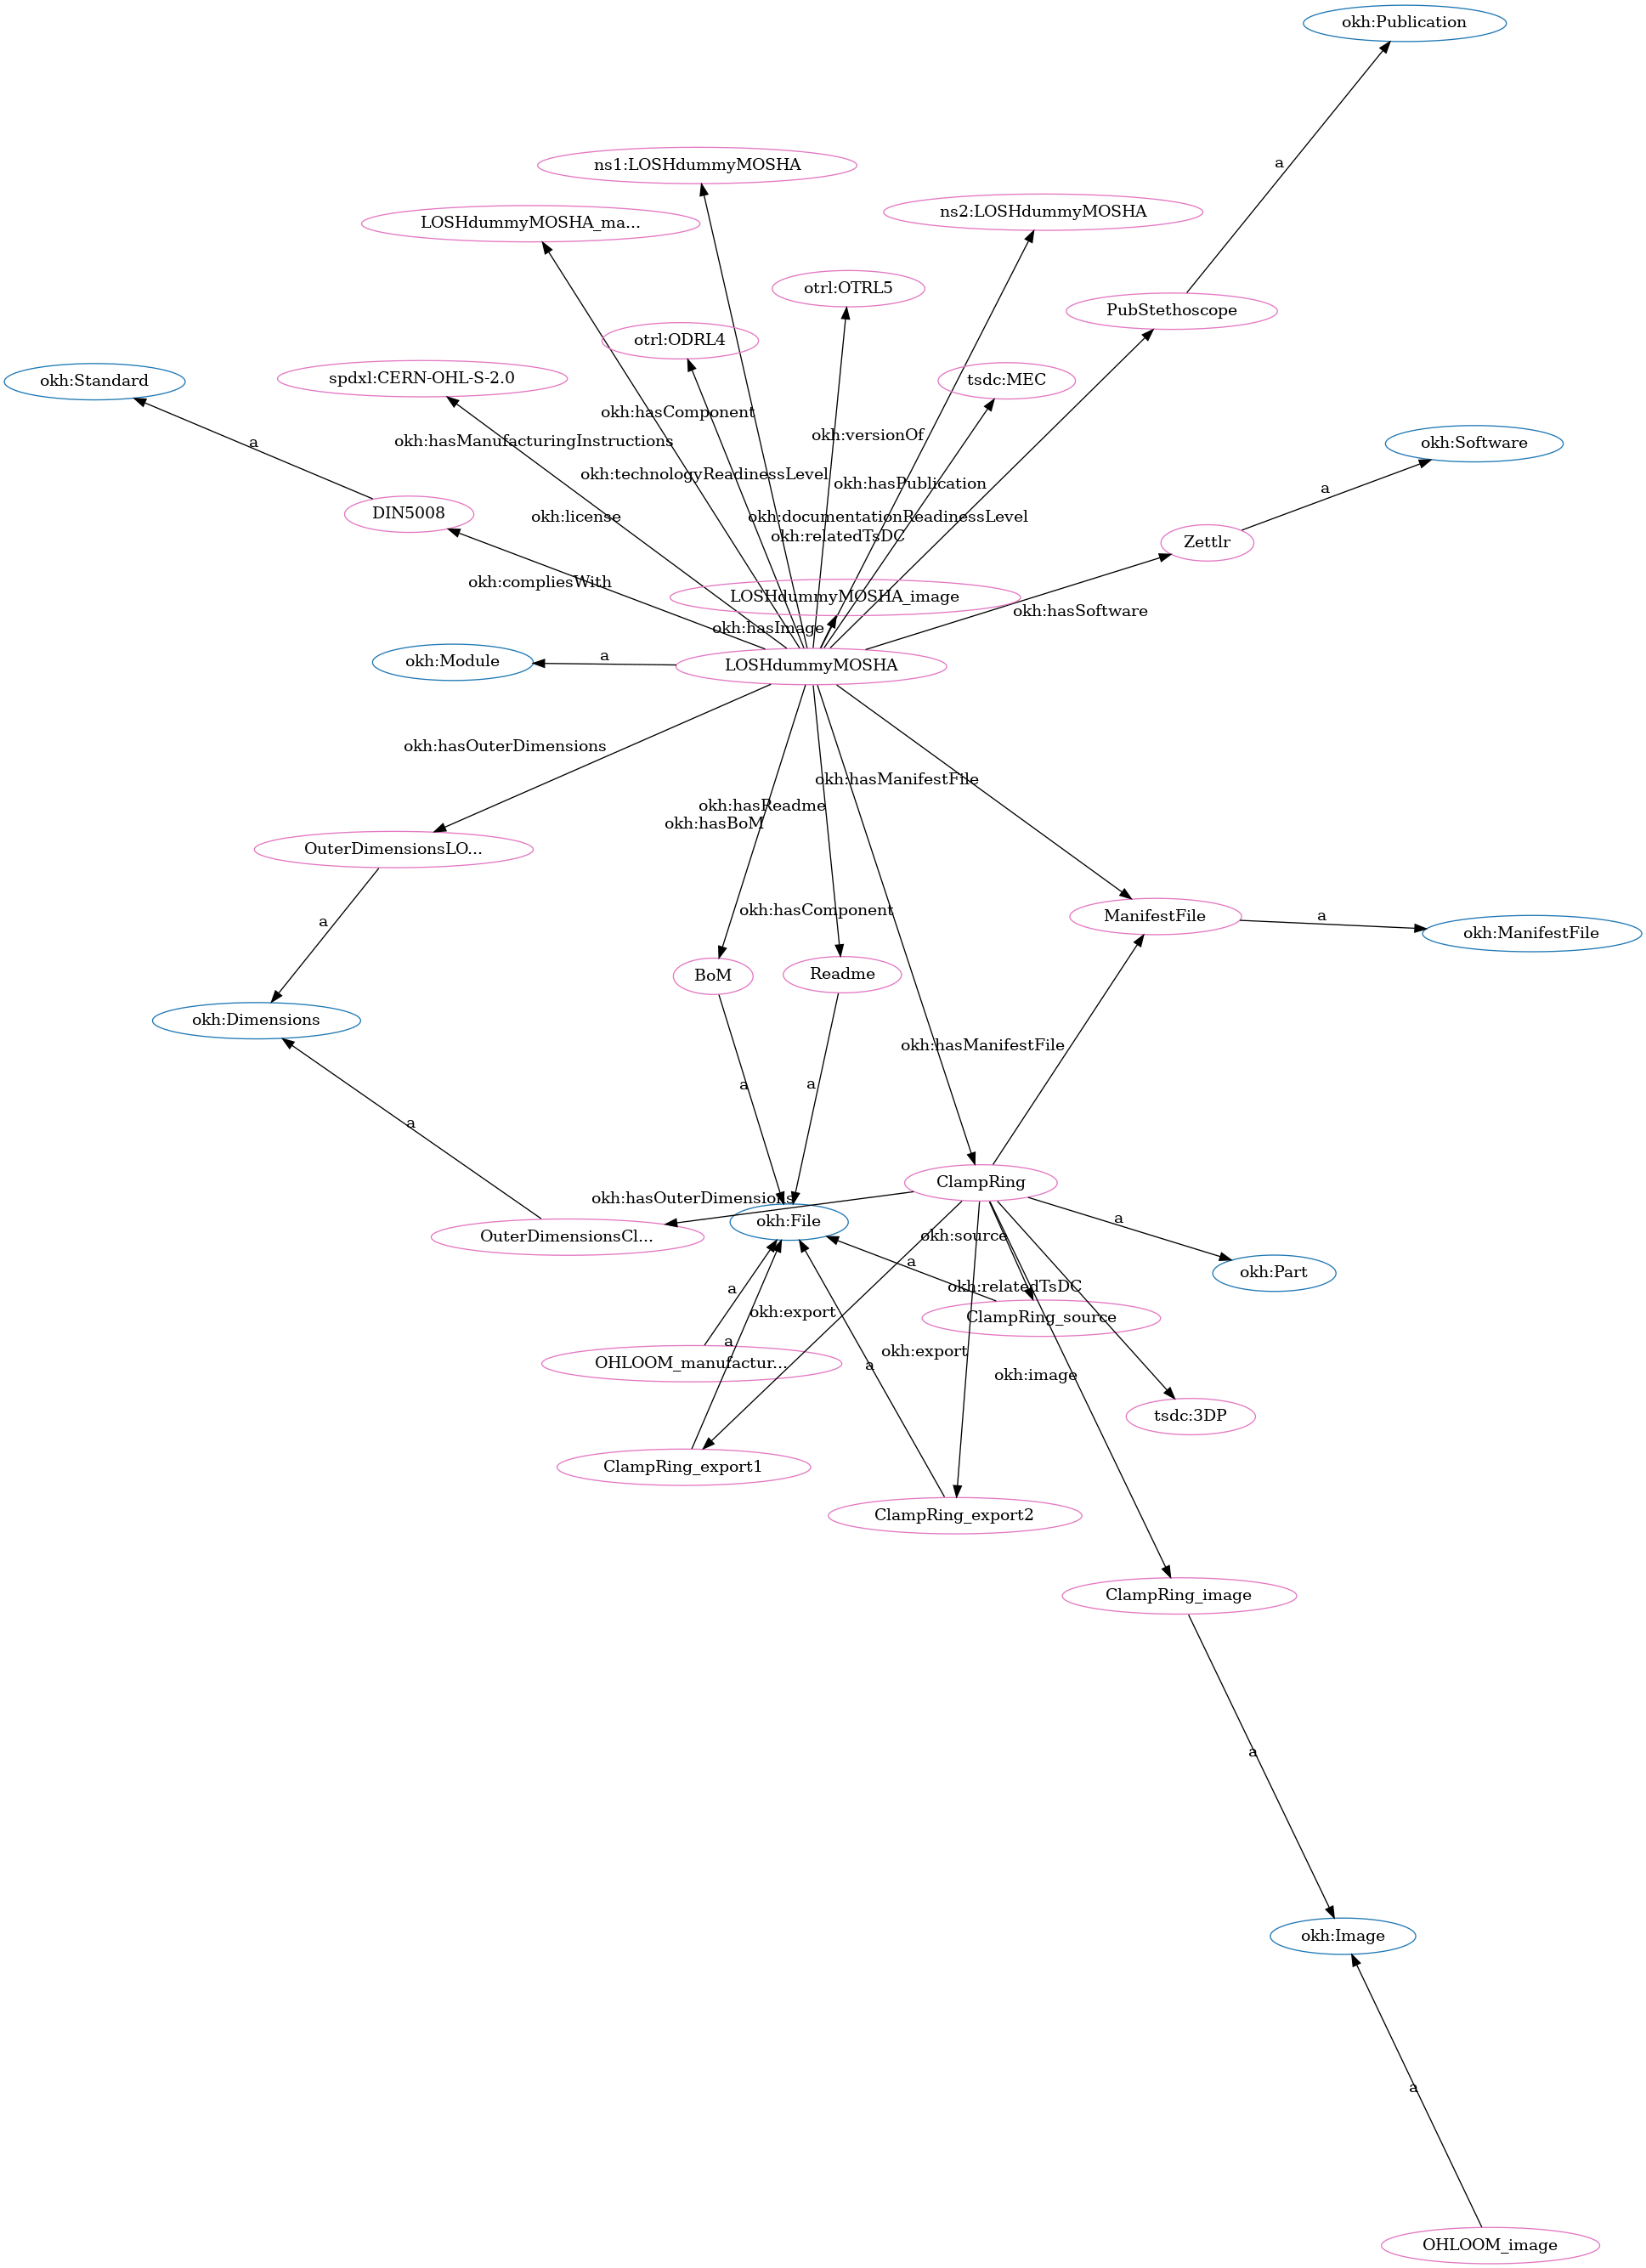 okh:Publication
ns1:LOSHdummyMOSHA
ns2:LOSHdummyMOSHA
LOSHdummyMOSHA_ma...
a
otrl:OTRL5
PubStethoscope
otrl:ODRL4
okh:Standard
spdxl:CERN-OHL-S-2.0
tsdc:MEC
okh:hasComponent
okh:versionOf
okh:Software
a
okh:hasManufacturingInstructions
okh:technologyReadinessLevel
okh:hasPublication
a
DIN5008
okh:license
okh:documentationReadinessLevel
okh:relatedTsDC
Zettlr
okh:compliesWith
LOSHdummyMOSHA_image
okh:hasSoftware
okh:hasImage
okh:Module
a
LOSHdummyMOSHA
okh:hasOuterDimensions
okh:hasManifestFile
okh:hasReadme
okh:hasBoM
OuterDimensionsLO...
a
okh:hasComponent
ManifestFile
a
okh:ManifestFile
BoM
Readme
okh:Dimensions
okh:hasManifestFile
a
a
a
ClampRing
okh:hasOuterDimensions
okh:File
a
OuterDimensionsCl...
okh:source
a
okh:Part
a
okh:relatedTsDC
okh:export
ClampRing_source
a
okh:export
OHLOOM_manufactur...
a
okh:image
tsdc:3DP
ClampRing_export1
ClampRing_export2
ClampRing_image
a
okh:Image
a
OHLOOM_image